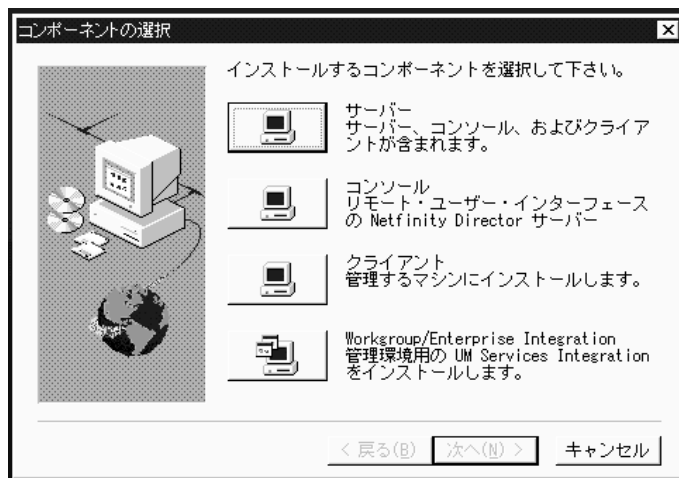 コンポーネントの選択
インストールするコンポーネントを選択して下さい。
サーバー
サーバー、コンソール、およびクライア
ントが含まれます。
コンソール
リモート・ユーザー・インターフェース
の Netfinity Director サーバー
クライアント
管理するマシンにインストールします。
Workgroup/Enterprise Integration
管理環境用の UM Services Integration
をインストールします。
< 戻る(B) 次へ(N) > キャンセル